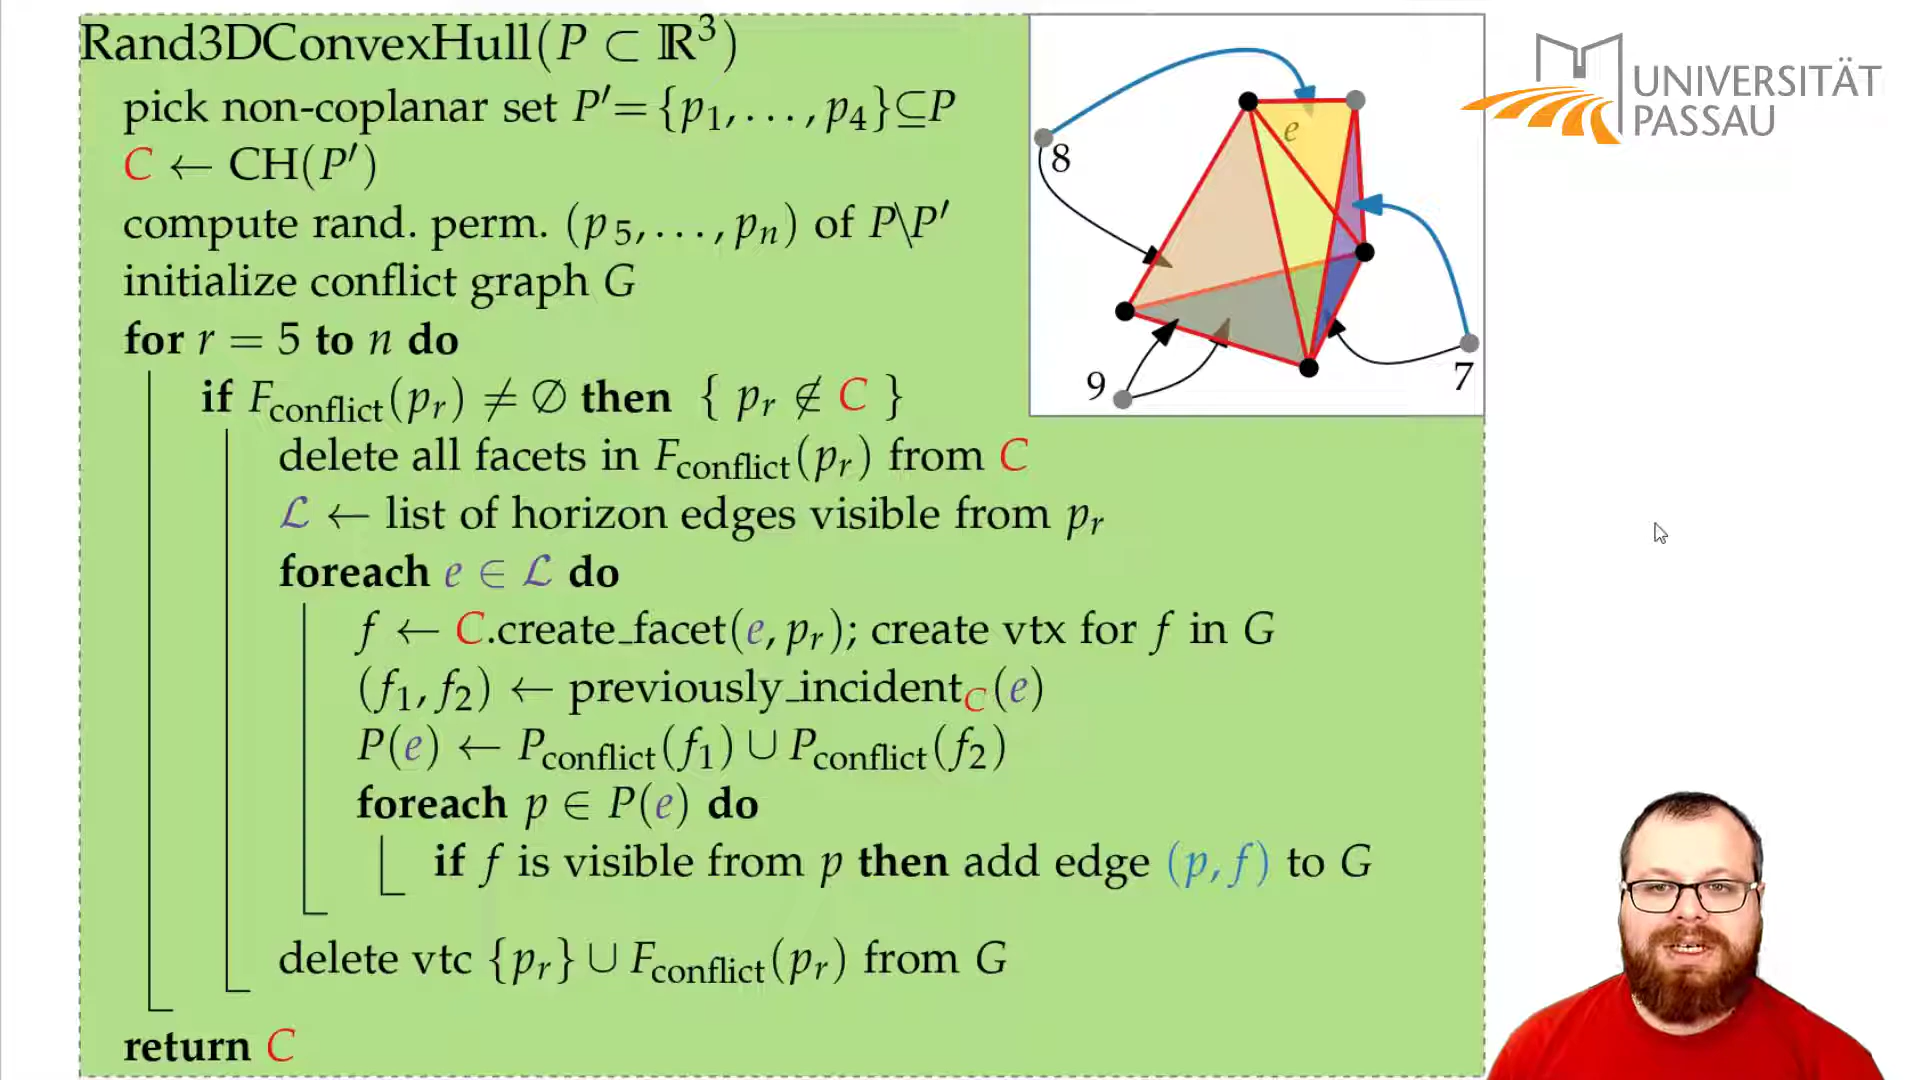 Rand3DConvexHull(P ⊂ ℝ³)
pick non-coplanar set P′= {p₁, . . . , p₄}⊆P
C ← CH(P′)
compute rand. perm. (p₅, . . . , pₙ) of P\P′
initialize conflict graph G
for r = 5 to n do
if F_conflict(p_r) ≠ ∅ then { p_r ∉ C }
delete all facets in F_conflict(p_r) from C
ℒ ← list of horizon edges visible from p_r
foreach e ∈ ℒ do
f ← C.create_facet(e, p_r); create vtx for f in G
(f₁, f₂) ← previously_incident_C(e)
P(e) ← P_conflict(f₁) ∪ P_conflict(f₂)
foreach p ∈ P(e) do
if f is visible from p then add edge (p, f) to G
delete vtc {p_r} ∪ F_conflict(p_r) from G
return C
e
8
9
7
UNIVERSITÄT
PASSAU